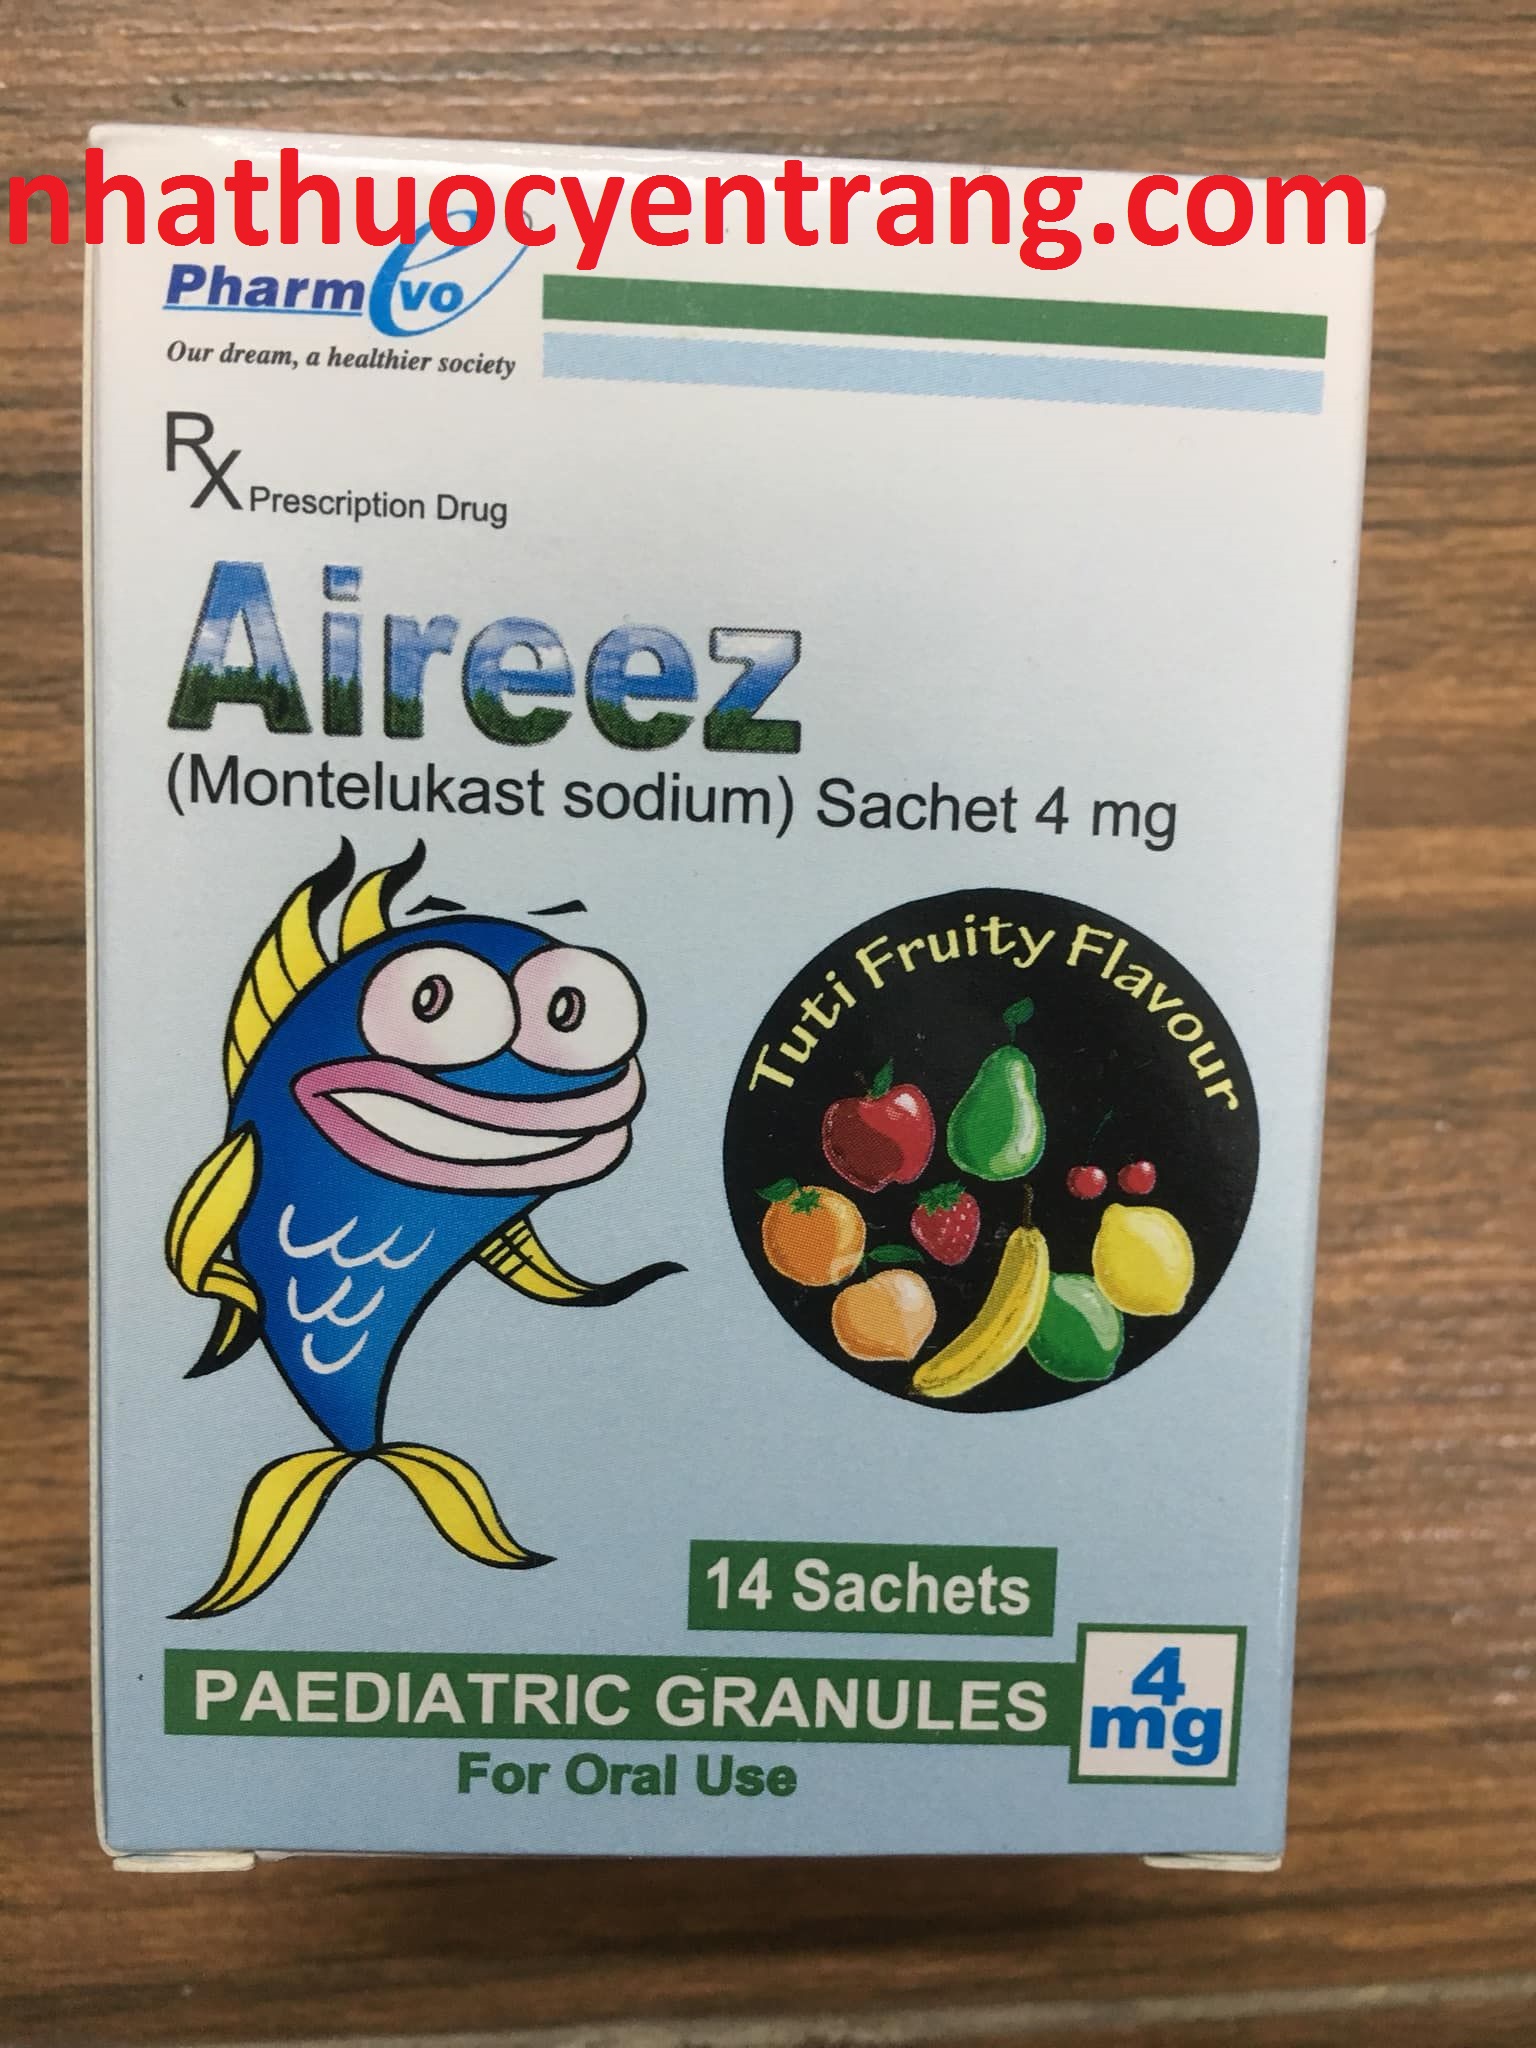 nhathuocyentrang.com
PharmEvo
Our dream, a healthier society
Rx Prescription Drug
Aireez
(Montelukast sodium) Sachet 4 mg
Tuti Fruity Flavour
14 Sachets
PAEDIATRIC GRANULES
4
mg
For Oral Use